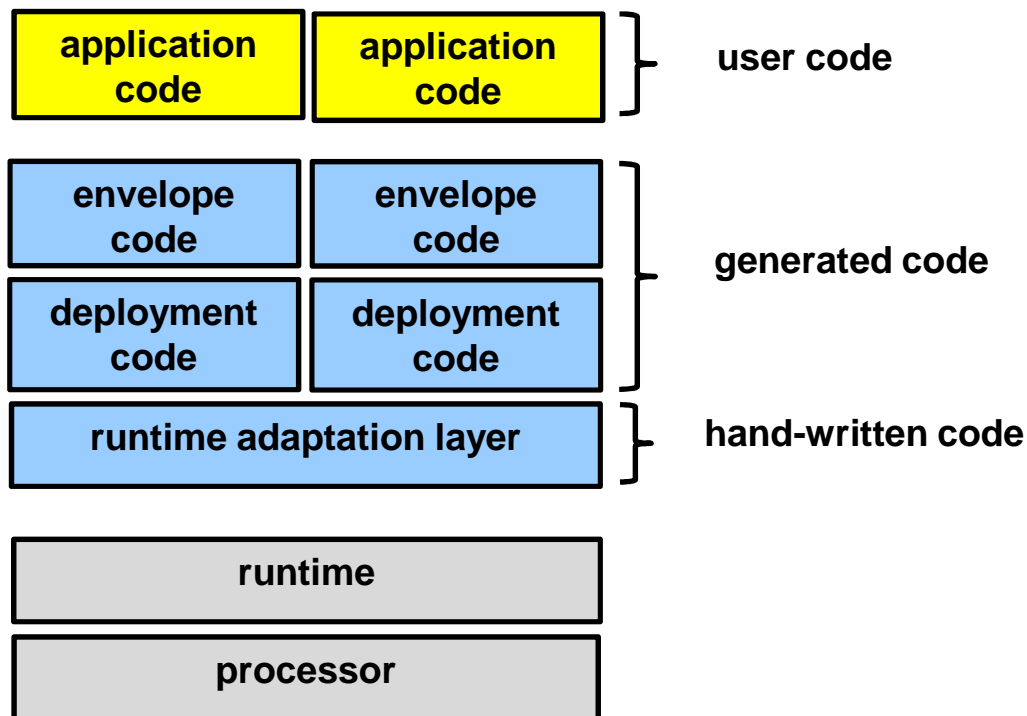 application
code
application
code
user code
envelope
code
envelope
code
generated code
deployment
code
deployment
code
runtime adaptation layer
hand-written code
runtime
processor